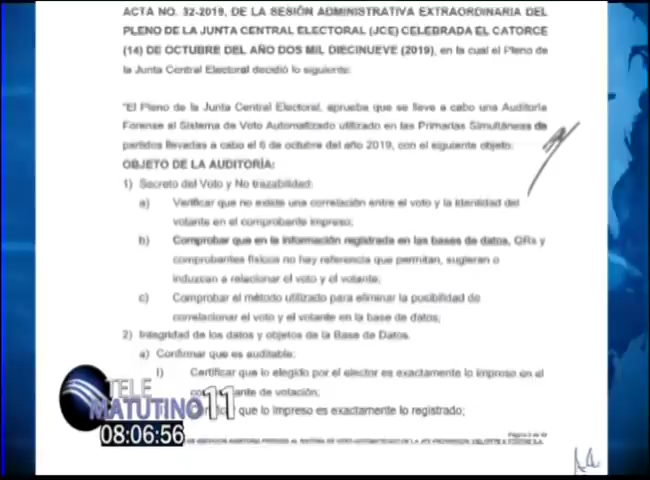 ACTA NO. 32-2019, DE LA SESIÓN ADMINISTRATIVA EXTRAORDINARIA DEL
PLENO DE LA JUNTA CENTRAL ELECTORAL (JCE) CELEBRADA EL CATORCE
(14) DE OCTUBRE DEL AÑO DOS MIL DIECINUEVE (2019), en la cual el Pleno de
la Junta Central Electoral decidió lo siguiente:
"El Pleno de la Junta Central Electoral, aprueba que se lleve a cabo una Auditoría
Forense al Sistema de Voto Automatizado utilizado en las Primarias Simultáneas de
partidos llevadas a cabo el 6 de octubre del año 2019, con el siguiente objeto:
OBJETO DE LA AUDITORÍA:
1) Secreto del Voto y No trazabilidad:
a) Verificar que no existe una correlación entre el voto y la identidad del
votante en el comprobante impreso;
b) Comprobar que en la información registrada en las bases de datos, QRs y
comprobantes físicos no hay referencia que permitan, sugieran o
induzcan a relacionar el voto y el votante;
c) Comprobar el método utilizado para eliminar la posibilidad de
correlacionar el voto y el votante en la base de datos;
2) Integridad de los datos y objetos de la Base de Datos.
a) Confirmar que es auditable:
I) Certificar que lo elegido por el elector es exactamente lo impreso en el
ante de votación;
que lo impreso es exactamente lo registrado;
TELE
MATUTINO 11
08:06:56